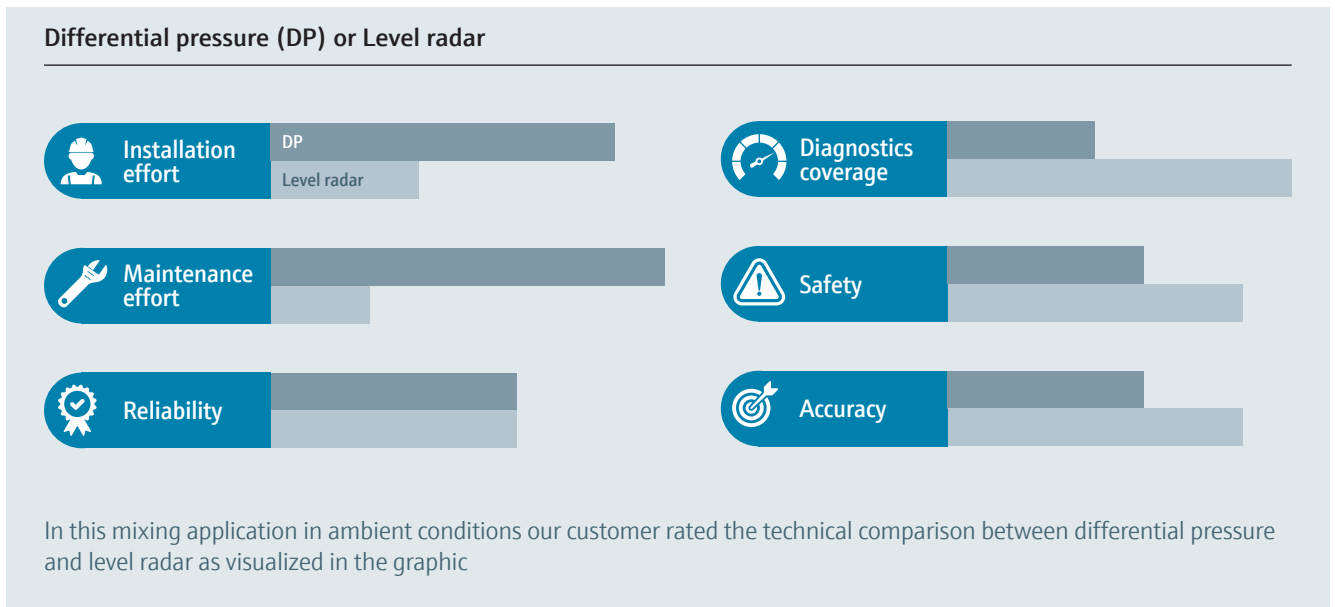 Differential pressure (DP) or Level radar
Installation
effort
DP
Level radar
Diagnostics
coverage
Maintenance
effort
Safety
Reliability
Accuracy
In this mixing application in ambient conditions our customer rated the technical comparison between differential pressure
and level radar as visualized in the graphic